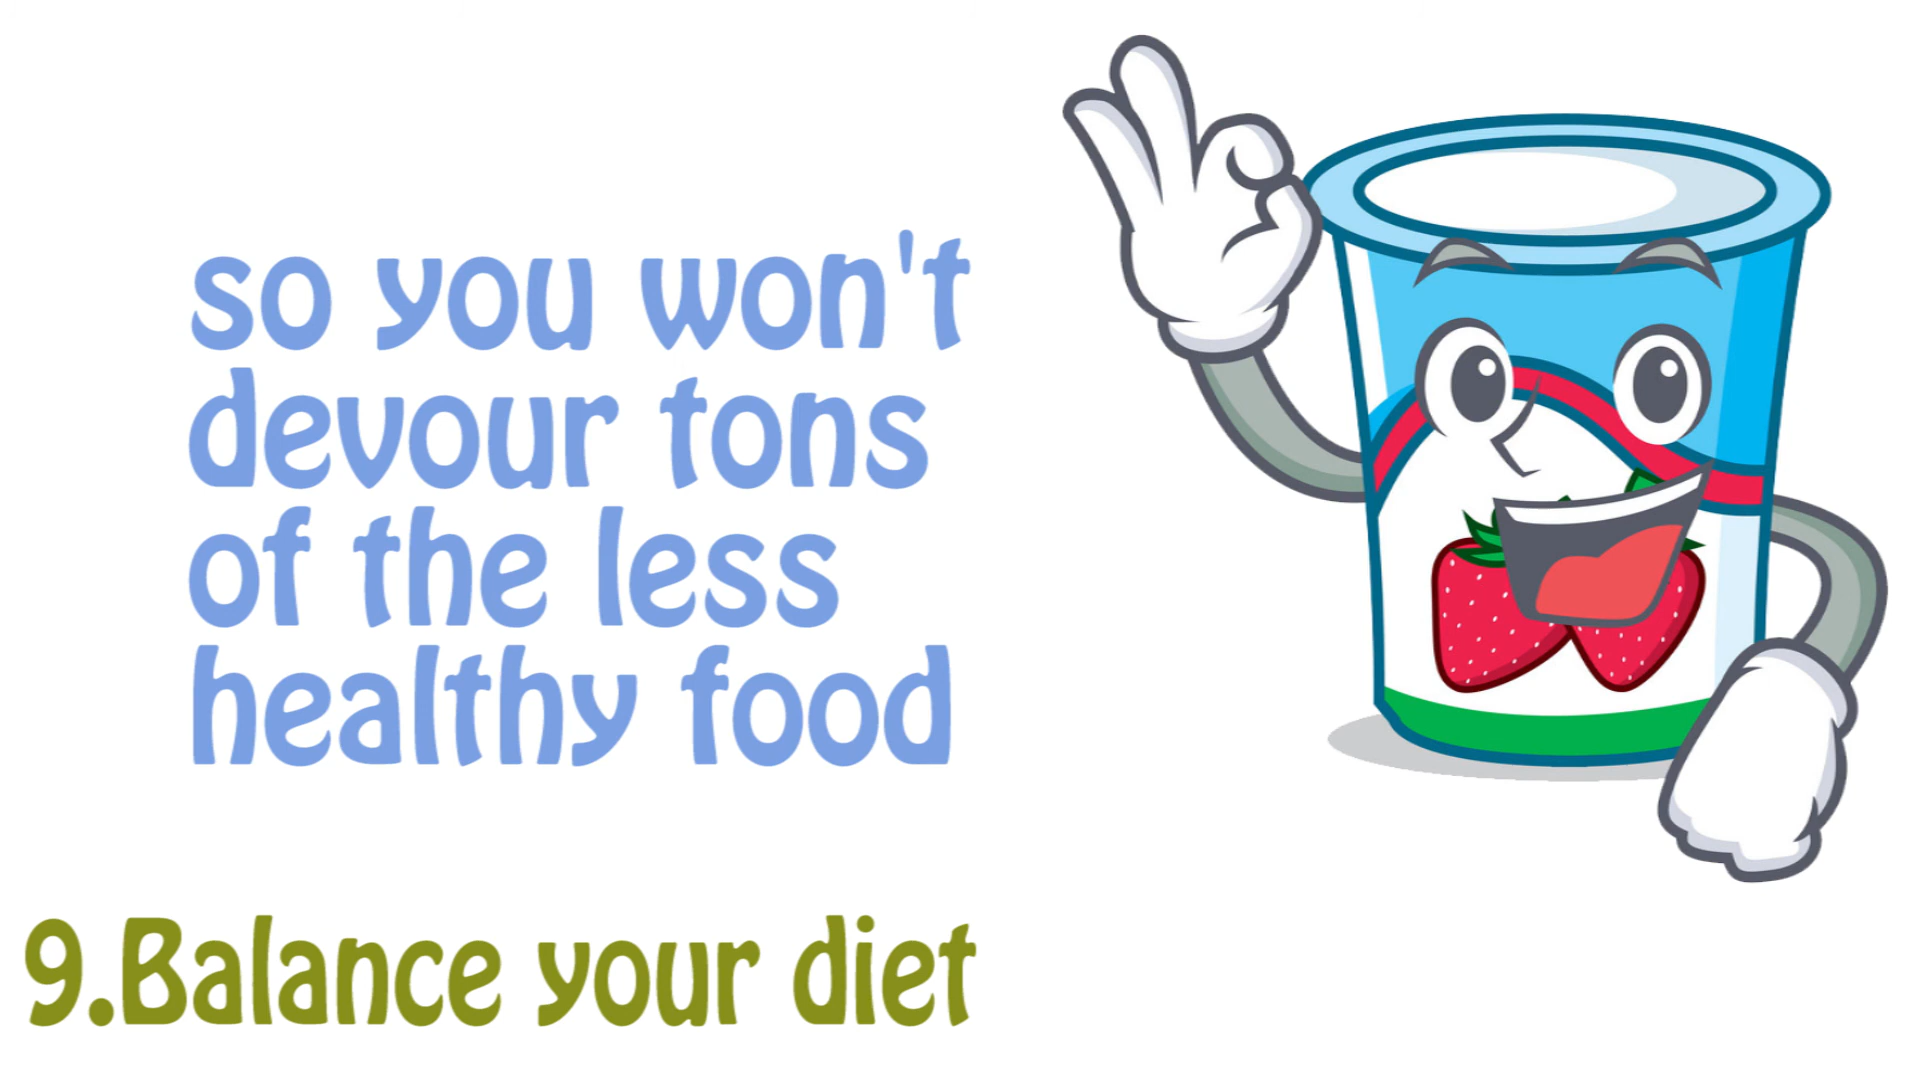 so you won't
devour tons
of the less
healthy food
9.Balance your diet